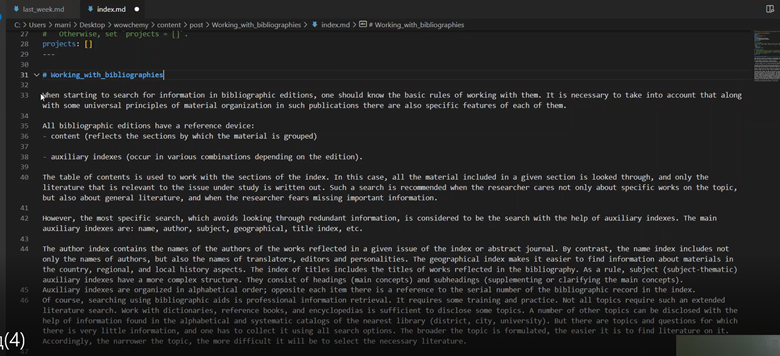 last_week.md
index.md
C: > Users > marri > Desktop > wowchemy > content > post > Working_with_bibliographies > index.md > # Working_with_bibliographies
27 #   Otherwise, set `projects = []`.
28 projects: []
29 ---
30
31 # Working_with_bibliographies
32
33 When starting to search for information in bibliographic editions, one should know the basic rules of working with them. It is necessary to take into account that along
with some universal principles of material organization in such publications there are also specific features of each of them.
34
35 All bibliographic editions have a reference device:
36 - content (reflects the sections by which the material is grouped)
37
38 - auxiliary indexes (occur in various combinations depending on the edition).
39
40 The table of contents is used to work with the sections of the index. In this case, all the material included in a given section is looked through, and only the
literature that is relevant to the issue under study is written out. Such a search is recommended when the researcher cares not only about specific works on the topic,
but also about general literature, and when the researcher fears missing important information.
41
42 However, the most specific search, which avoids looking through redundant information, is considered to be the search with the help of auxiliary indexes. The main
auxiliary indexes are: name, author, subject, geographical, title index, etc.
43
44 The author index contains the names of the authors of the works reflected in a given issue of the index or abstract journal. By contrast, the name index includes not
only the names of authors, but also the names of translators, editors and personalities. The geographical index makes it easier to find information about materials in
the country, regional, and local history aspects. The index of titles includes the titles of works reflected in the bibliography. As a rule, subject (subject-thematic)
auxiliary indexes have a more complex structure. They consist of headings (main concepts) and subheadings (supplementing or clarifying the main concepts).
45 Auxiliary indexes are organized in alphabetical order; opposite each item there is a reference to the serial number of the bibliographic record in the index.
46 Of course, searching using bibliographic aids is professional information retrieval. It requires some training and practice. Not all topics require such an extended
literature search. Work with dictionaries, reference books, and encyclopedias is sufficient to disclose some topics. A number of other topics can be disclosed with the
help of information found in the alphabetical and systematic catalogs of the nearest library (district, city, university). But there are topics and questions for which
there is very little information, and one has to collect it using all search options. The broader the topic is formulated, the easier it is to find literature on it.
Accordingly, the narrower the topic, the more difficult it will be to select the necessary literature.
(4)